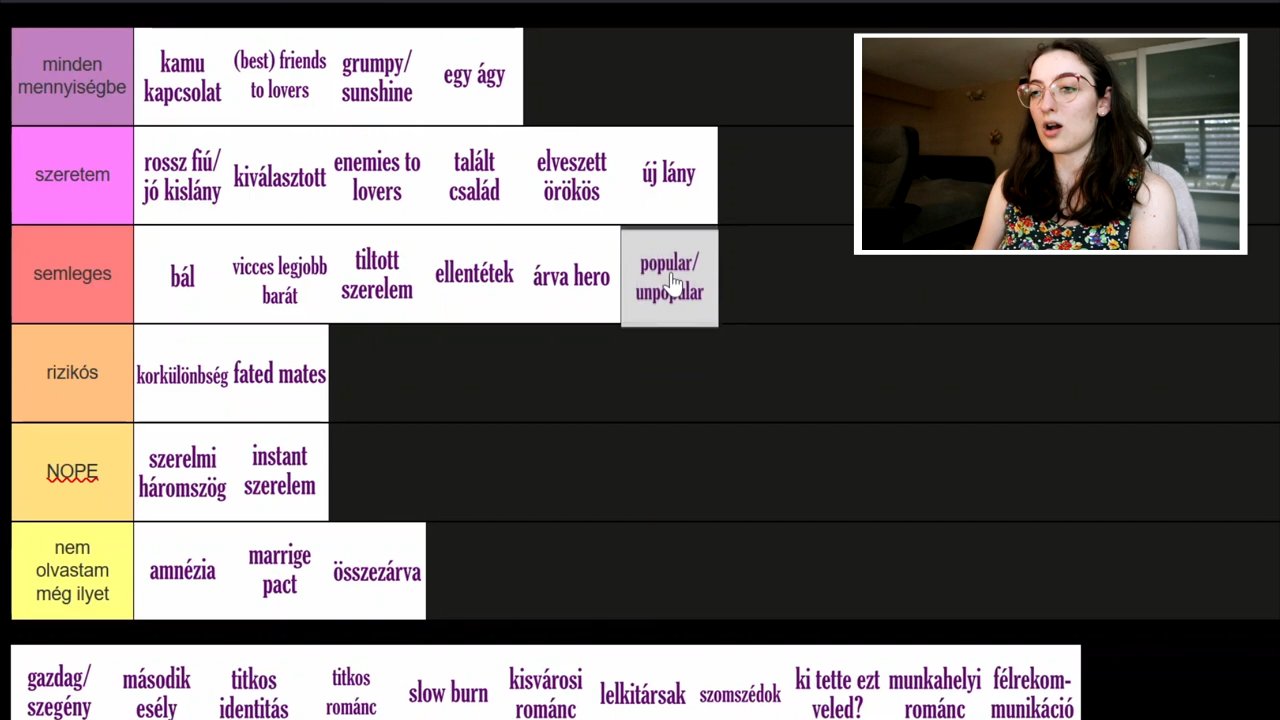 minden
mennyiségbe
kamu
kapcsolat
(best) friends
to lovers
grumpy/
sunshine
egy ágy
szeretem
rossz fiú/
jó kislány
kiválasztott
enemies to
lovers
talált
család
elveszett
örökös
új lány
semleges
bál
vicces legjobb
barát
tiltott
szerelem
ellentétek
árva hero
popular/
unpopular
rizikós
korkülönbség
fated mates
NOPE
szerelmi
háromszög
instant
szerelem
nem
olvastam
még ilyet
amnézia
marrige
pact
összezárva
gazdag/
szegény
második
esély
titkos
identitás
titkos
románc
slow burn
kisvárosi
románc
lelkitársak
szomszédok
ki tette ezt
veled?
munkahelyi
románc
félrekom-
munikáció